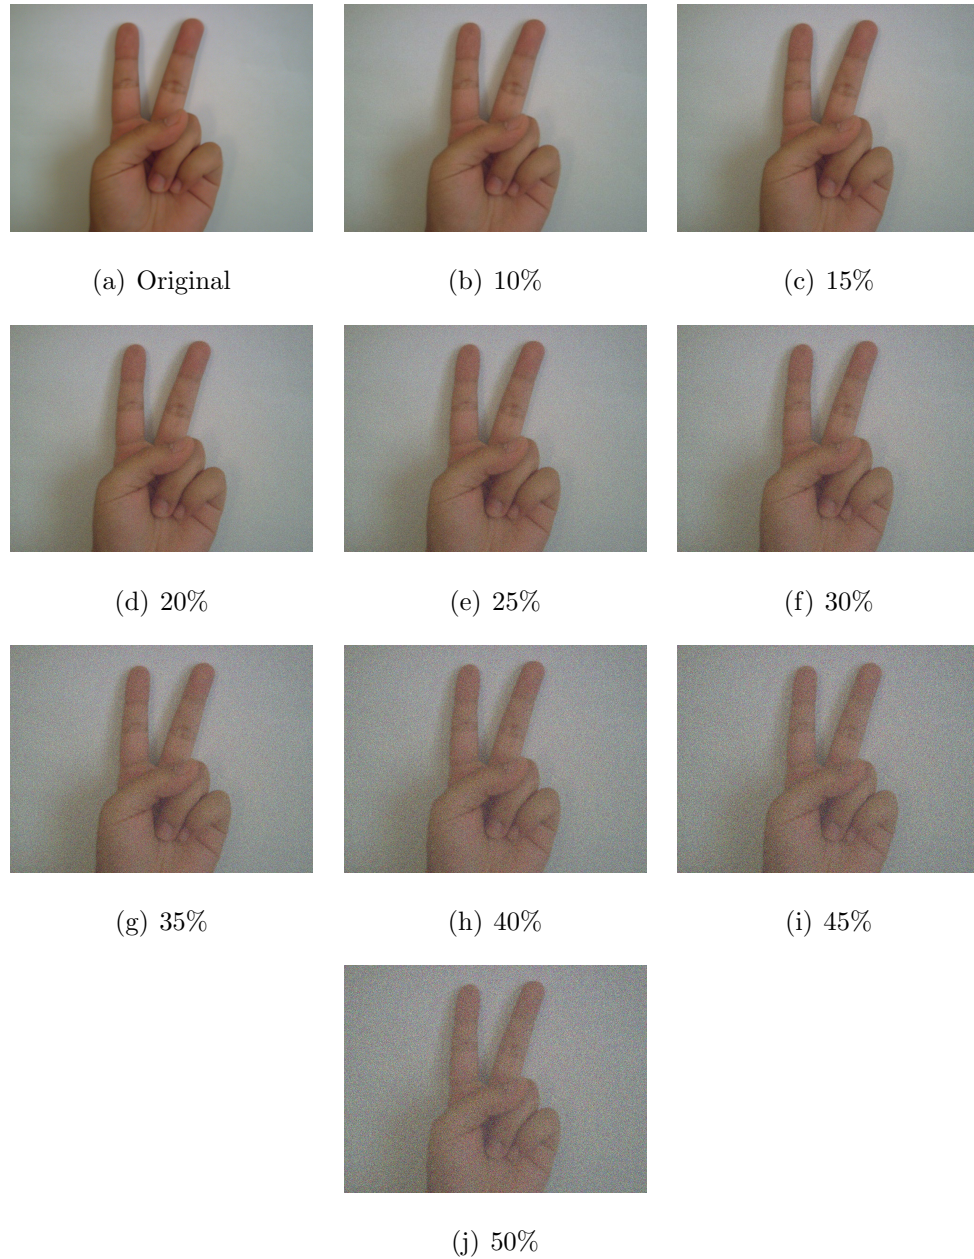 (a) Original
(b) 10%
(c) 15%
(d) 20%
(e) 25%
(f) 30%
(g) 35%
(h) 40%
(i) 45%
(j) 50%